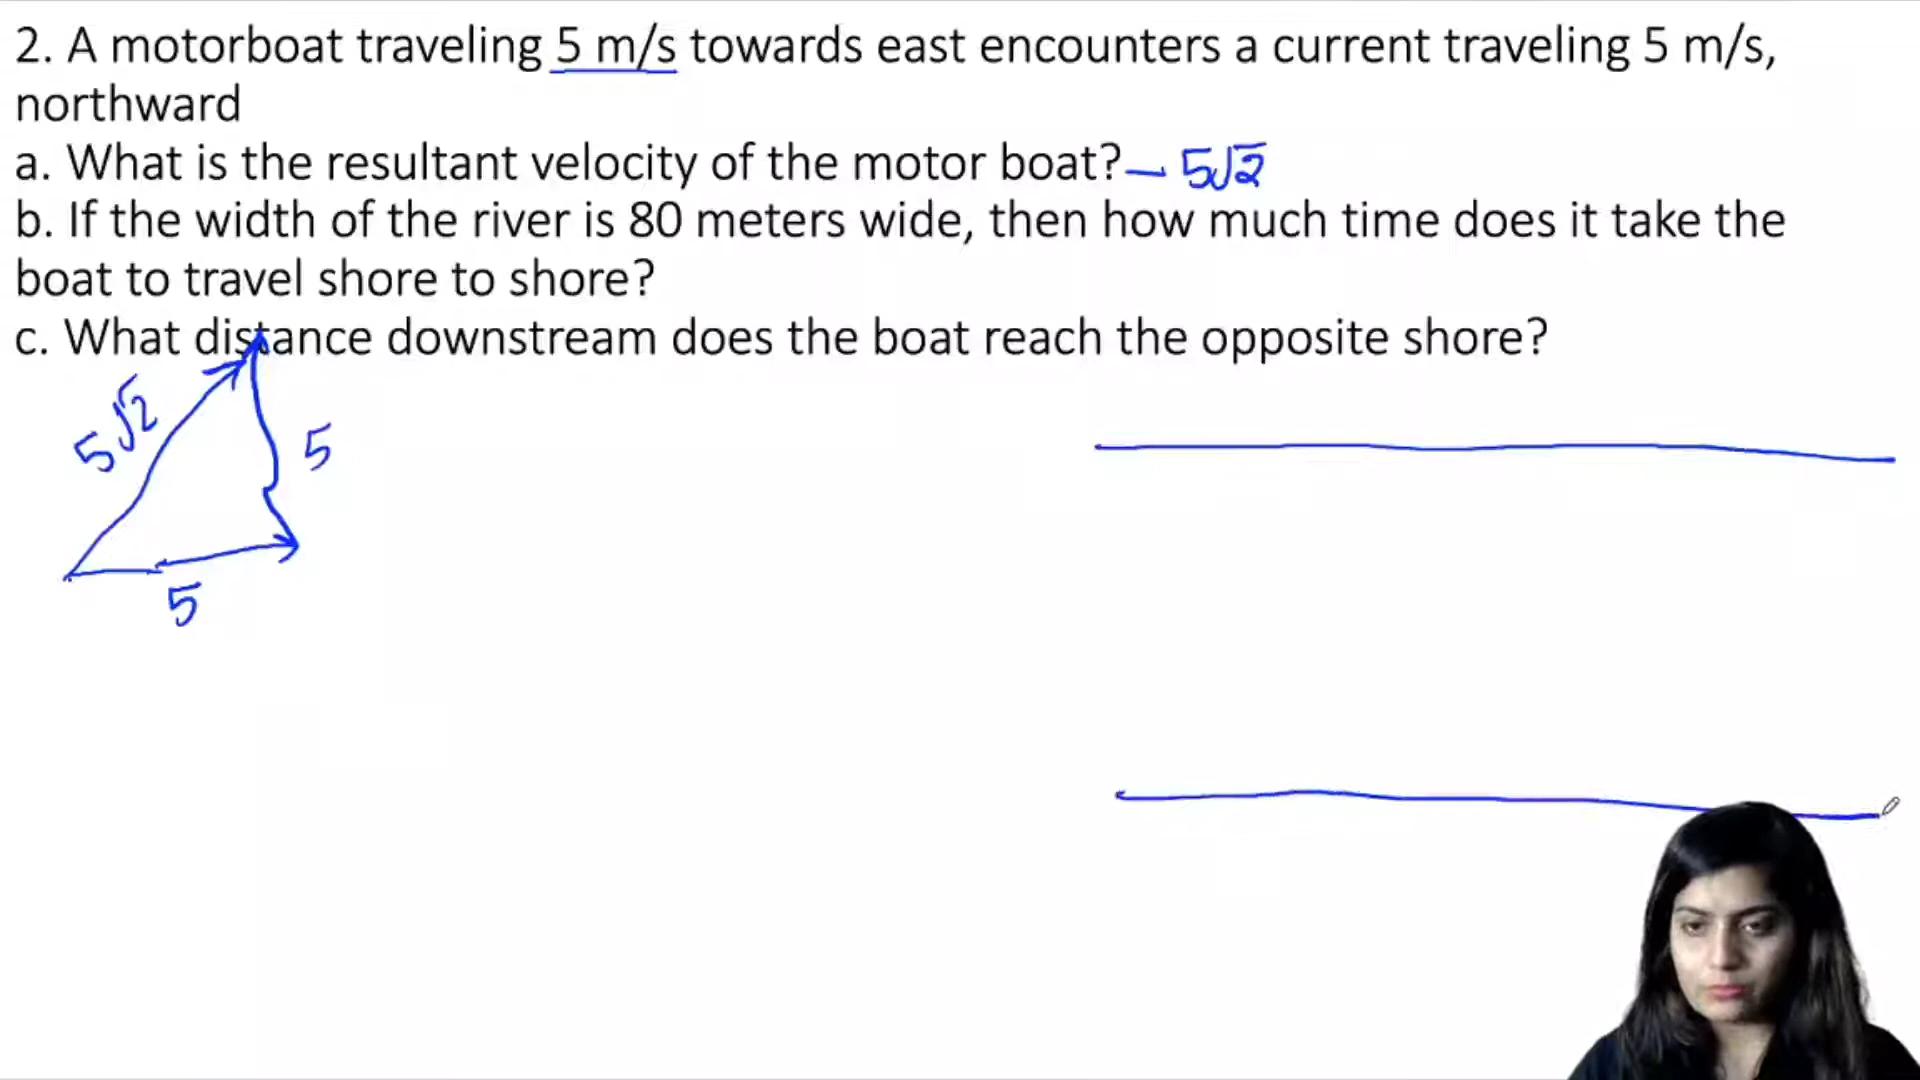 2. A motorboat traveling 5 m/s towards east encounters a current traveling 5 m/s,
northward
a. What is the resultant velocity of the motor boat? — 5√2
b. If the width of the river is 80 meters wide, then how much time does it take the
boat to travel shore to shore?
c. What distance downstream does the boat reach the opposite shore?
5√2
5
5